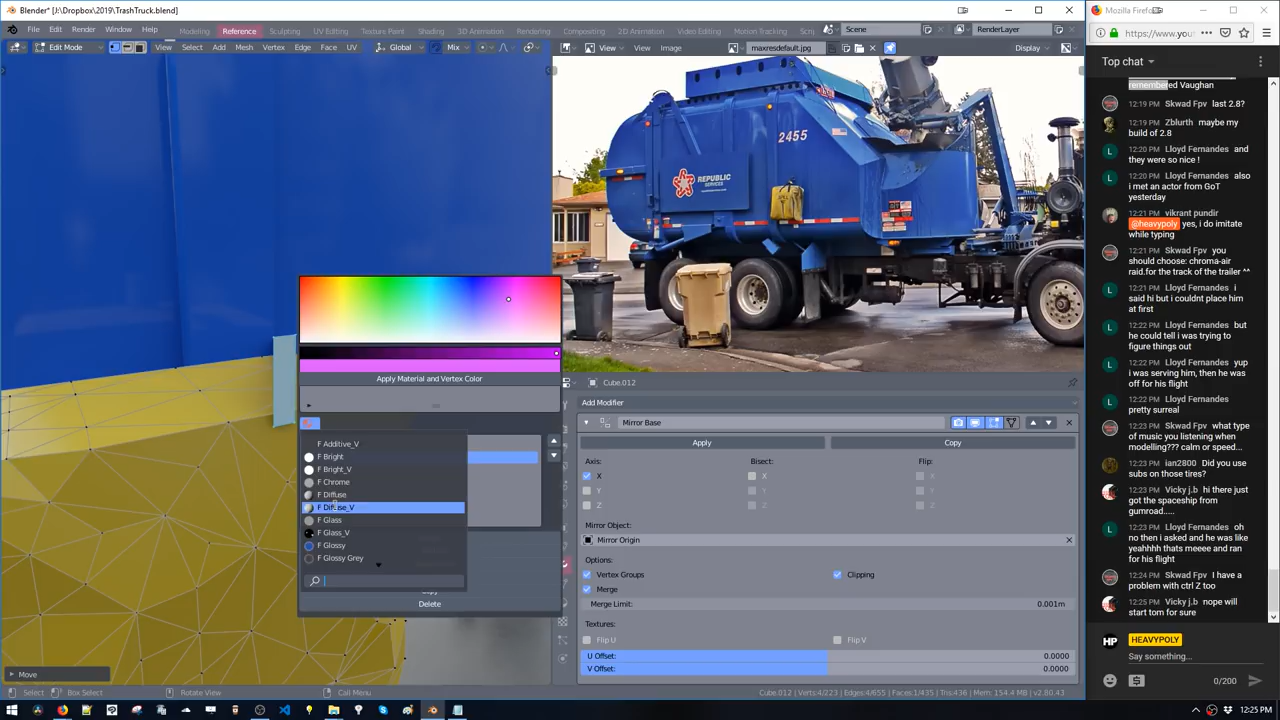 Blender* [J:\Dropbox\2019\TrashTruck.blend]
File Edit Render Window Help Modeling Reference Sculpting UV Editing Texture Paint Shading 3D Animation Rendering Compositing Video Editing 2D Animation Motion Tracking Scene RenderLayer
Edit Mode View Select Add Mesh Vertex Edge Face UV Global Mix
View View Image maxresdefault.jpg Display
2455
REPUBLIC
SERVICES
Apply Material and Vertex Color
F Additive_V
F Bright
F Bright_V
F Chrome
F Diffuse
F Diffuse_V
F Glass
F Glass_V
F Glossy
F Glossy Grey
Delete
Move
Select Box Select Rotate View Call Menu
Cube.012
Add Modifier
Mirror Base
Apply Copy
Axis: Bisect: Flip:
X X X
Y Y Y
Z Z Z
Mirror Object:
Mirror Origin
Options:
Vertex Groups Clipping
Merge
Merge Limit: 0.001m
Textures:
Flip U Flip V
U Offset: 0.0000
V Offset: 0.0000
Cube.012 | Verts:4/223 | Edges:4/655 | Faces:1/435 | Tris:436 | Mem: 154.4 MB | v2.80.43
Mozilla Firefox
https://www.you
Top chat
remembered Vaughan
12:19 PM Skwad Fpv last 2.8?
12:19 PM Zblurth maybe my
build of 2.8
12:20 PM Lloyd Fernandes and
they were so nice !
12:20 PM Lloyd Fernandes also
i met an actor from GoT
yesterday
12:21 PM vikrant pundir
@heavypoly yes, i do imitate
while typing
12:21 PM Skwad Fpv you
should choose: chroma-air
raid.for the track of the trailer ^^
12:21 PM Lloyd Fernandes i
said hi but i couldnt place him
at first
12:22 PM Lloyd Fernandes but
he could tell i was trying to
figure things out
12:22 PM Lloyd Fernandes yup
i was serving him, then he was
off for his flight
12:22 PM Lloyd Fernandes
pretty surreal
12:22 PM Skwad Fpv what type
of music you listening when
modelling??? calm or speed...
12:23 PM ian2800 Did you use
subs on those tires?
12:23 PM Vicky j.b hi there just
got the spaceship from
gumroad.....
12:23 PM Lloyd Fernandes oh
no then i asked and he was like
yeahhh thats meee and ran
for his flight
12:24 PM Skwad Fpv I have a
problem with ctrl Z too
12:25 PM Vicky j.b nope will
start tom for sure
HP HEAVYPOLY
Say something...
0/200
12:25 PM